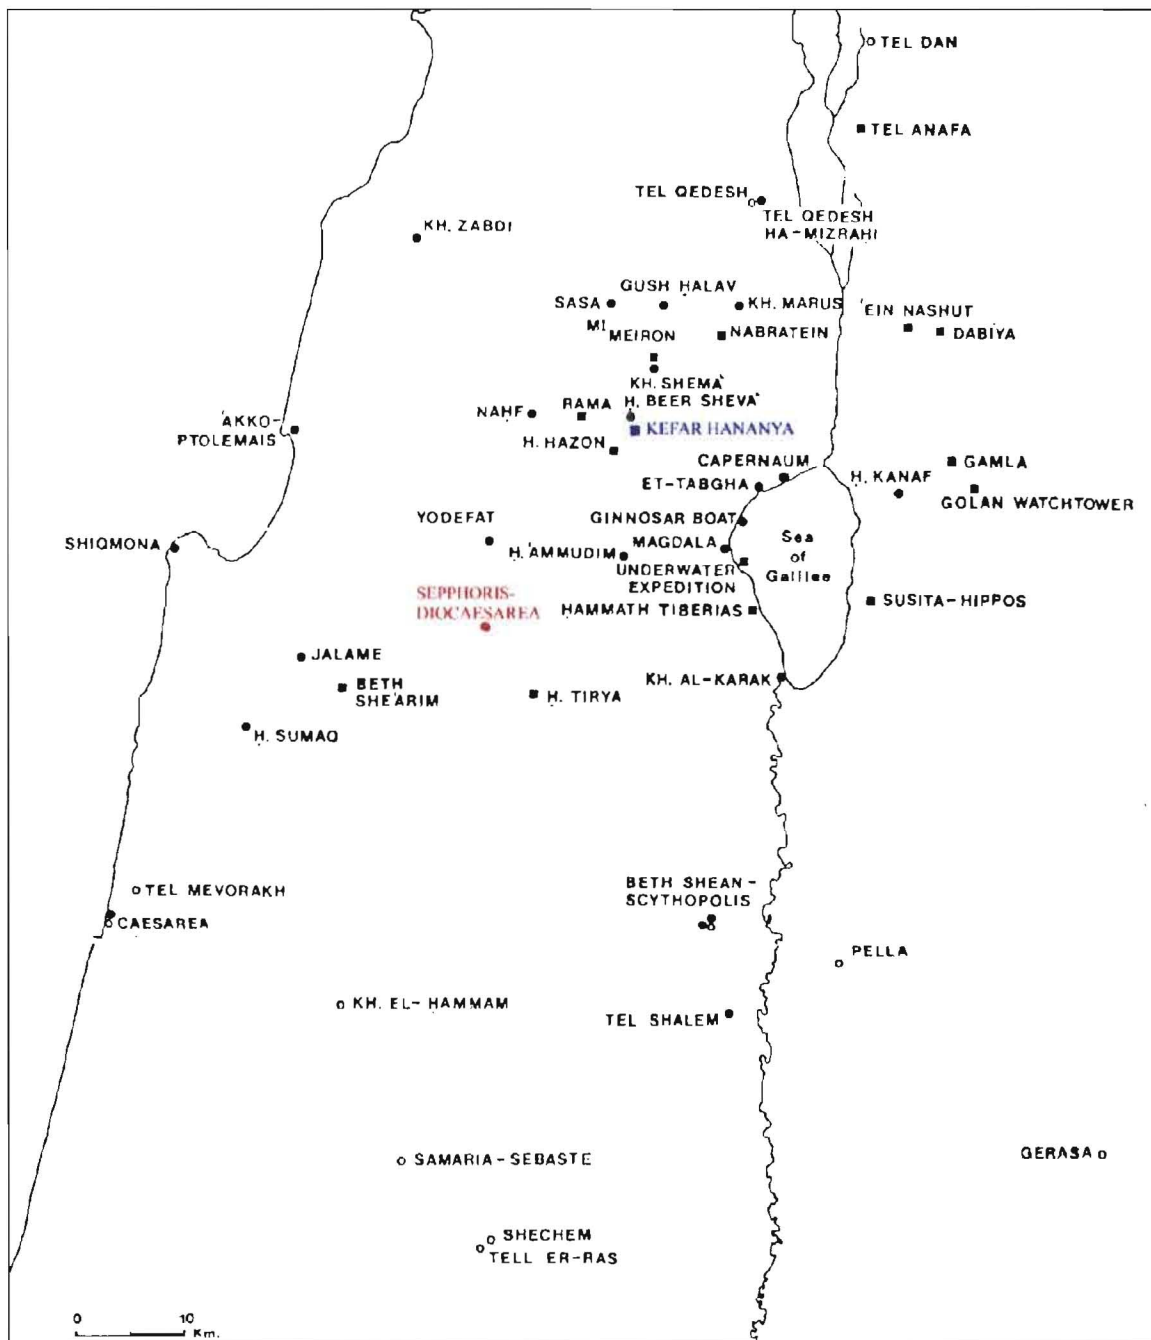 TEL DAN
TEL ANAFA
TEL QEDESH
TEL QEDESH
HA-MIZRAHI
KH. ZABDI
GUSH ḤALAV
SASA
KH. MARUS
'EIN NASHUT
MI
MEIRON
NABRATEIN
DABIYA
KH. SHEMA'
RAMA
Ḥ. BEER SHEVA'
NAḤF
'AKKO-
PTOLEMAIS
KEFAR HANANYA
H. HAZON
CAPERNAUM
GAMLA
ET-TABGHA
Ḥ. KANAF
GOLAN WATCHTOWER
YODEFAT
GINNOSAR BOAT
Sea
of
Galilee
SHIQMONA
Ḥ. 'AMMUDIM
MAGDALA
UNDERWATER
EXPEDITION
SEPPHORIS-
DIOCAESAREA
ḤAMMATH TIBERIAS
SUSITA-HIPPOS
JALAME
KH. AL-KARAK
BETH
SHE'ARIM
Ḥ. TIRYA
Ḥ. SUMAQ
TEL MEVORAKH
BETH SHEAN-
SCYTHOPOLIS
CAESAREA
PELLA
KH. EL-ḤAMMAM
TEL SHALEM
SAMARIA-SEBASTE
GERASA
SHECHEM
TELL ER-RAS
0 10
Km.